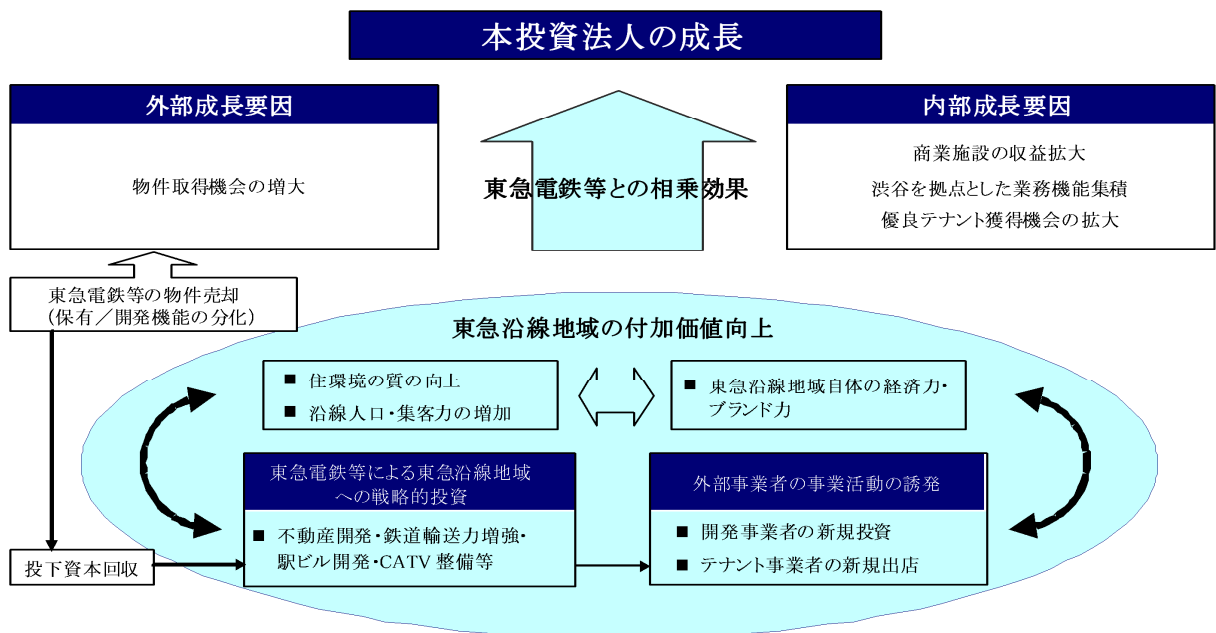 本投資法人の成長
外部成長要因
物件取得機会の増大
東急電鉄等との相乗効果
内部成長要因
商業施設の収益拡大
渋谷を拠点とした業務機能集積
優良テナント獲得機会の拡大
東急電鉄等の物件売却
(保有／開発機能の分化)
東急沿線地域の付加価値向上
■ 住環境の質の向上
■ 沿線人口・集客力の増加
■ 東急沿線地域自体の経済力・
ブランド力
東急電鉄等による東急沿線地域
への戦略的投資
■ 不動産開発・鉄道輸送力増強・
駅ビル開発・CATV整備等
外部事業者の事業活動の誘発
■ 開発事業者の新規投資
■ テナント事業者の新規出店
投下資本回収